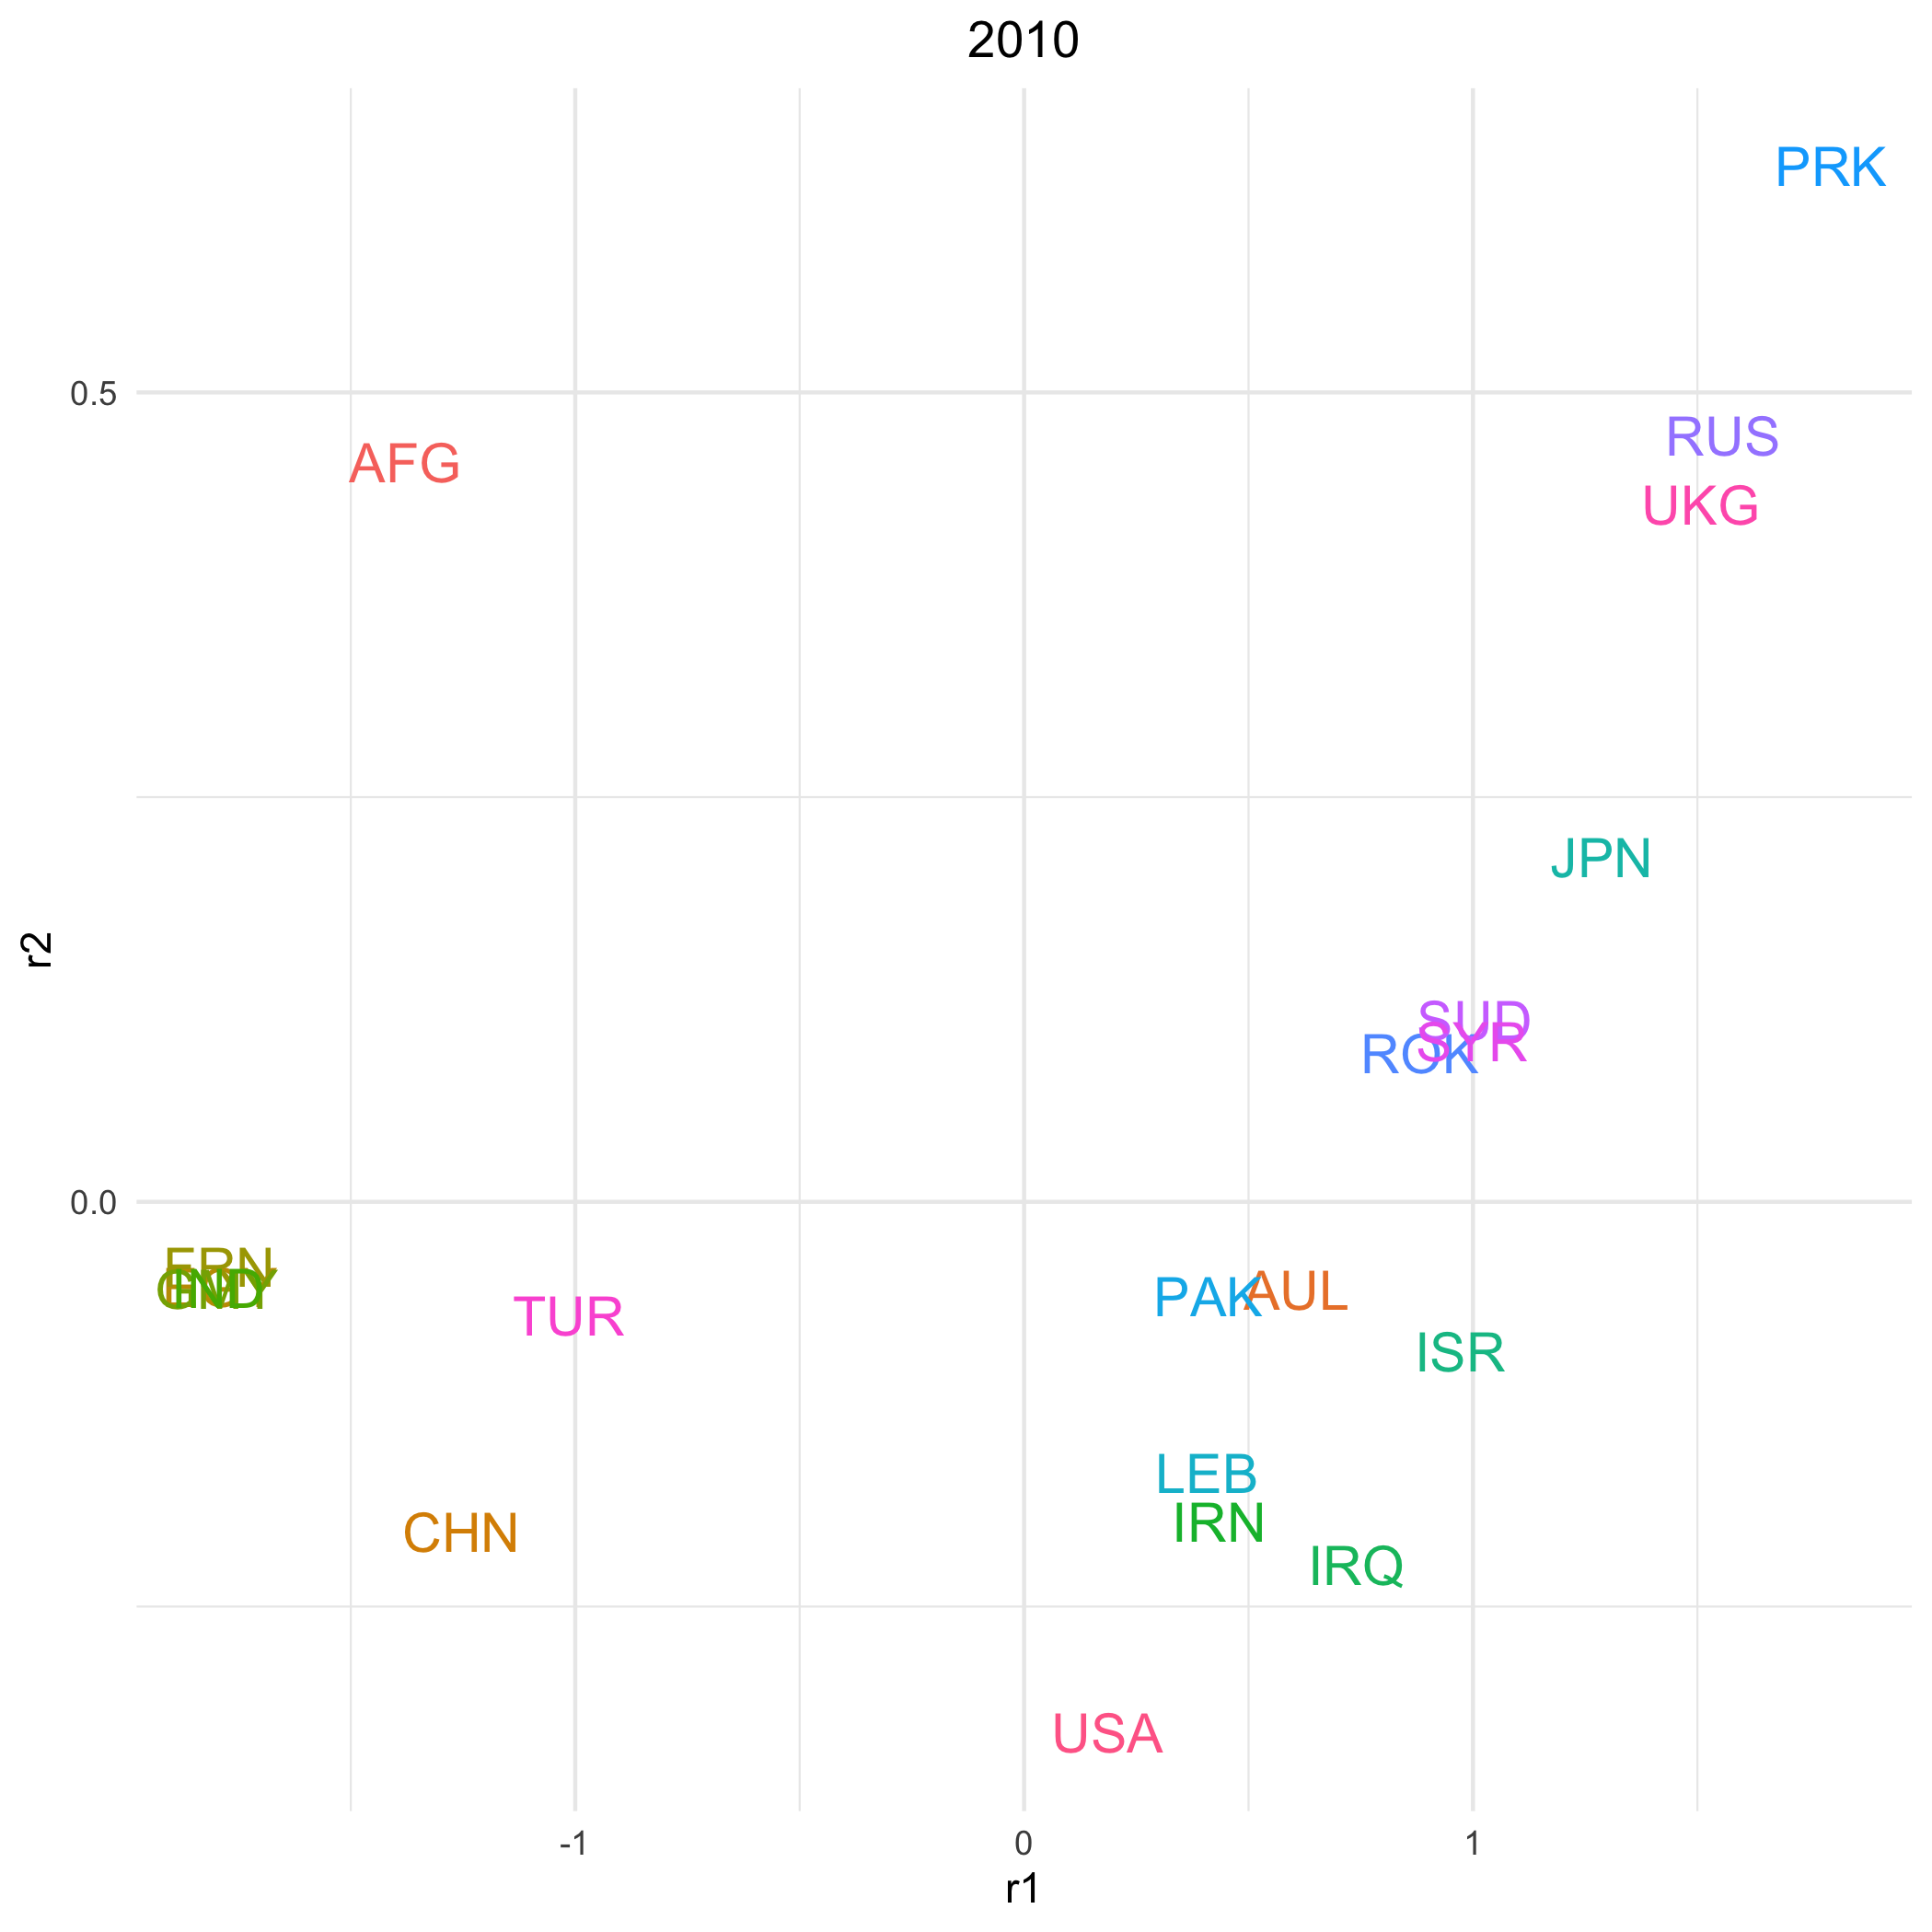 2010
PRK
0.5
RUS
AFG
UKG
JPN
r2
SUD
SYR
ROK
0.0
FRN
IND
PAK
AUL
TUR
ISR
LEB
IRN
CHN
IRQ
USA
-1
0
1
r1